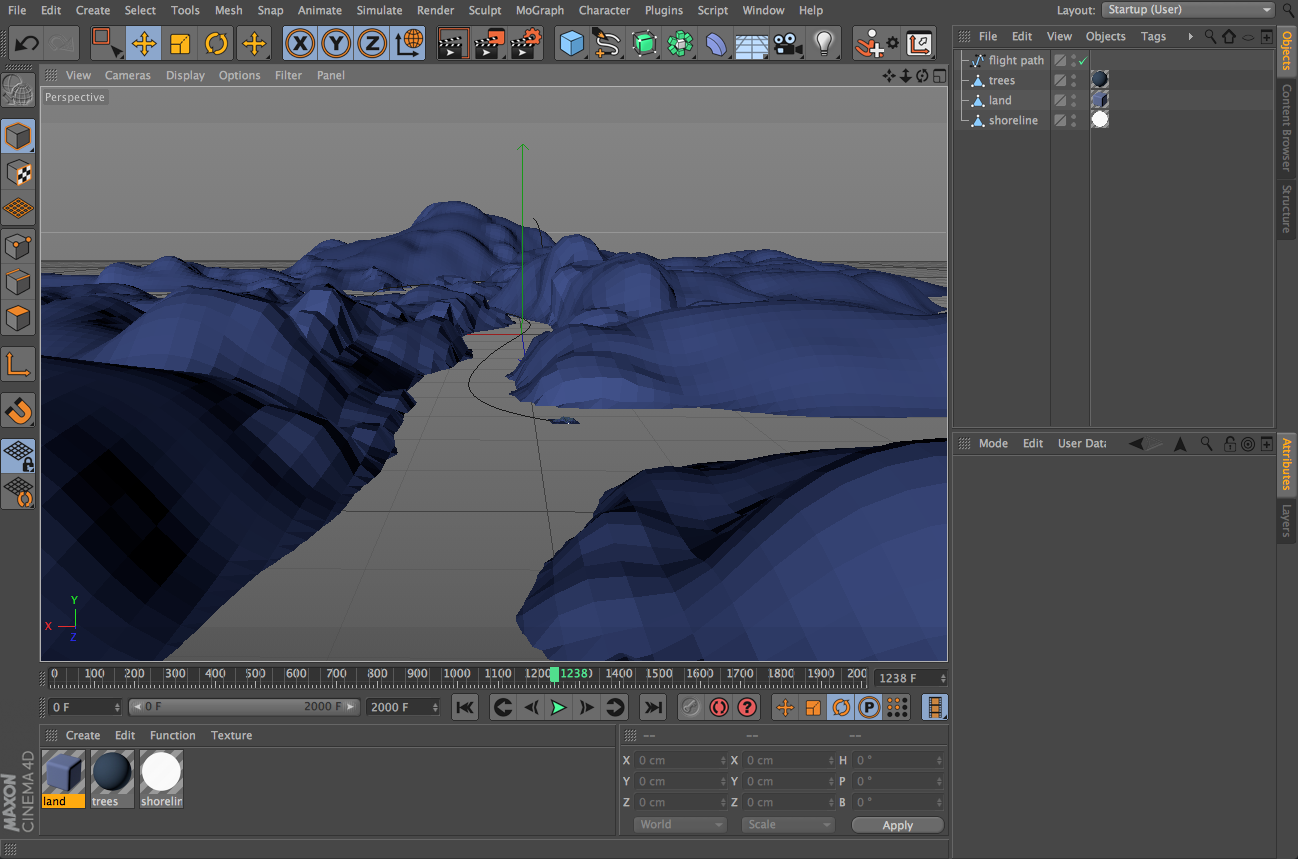 File Edit Create Select Tools Mesh Snap Animate Simulate Render Sculpt MoGraph Character Plugins Script Window Help Layout: Startup (User)
X Y Z
File Edit View Objects Tags
View Cameras Display Options Filter Panel
Perspective
flight path
trees
land
shoreline
Objects
Content Browser
Structure
Mode Edit User Data
Attributes
Layers
Y
X
Z
0 100 200 300 400 500 600 700 800 900 1000 1100 1200 1238 1400 1500 1600 1700 1800 1900 200 1238 F
0 F 0 F 2000 F 2000 F ? P
Create Edit Function Texture
-- -- --
land trees shorelin
X 0 cm X 0 cm H 0 °
Y 0 cm Y 0 cm P 0 °
Z 0 cm Z 0 cm B 0 °
World Scale Apply
MAXON
CINEMA4D